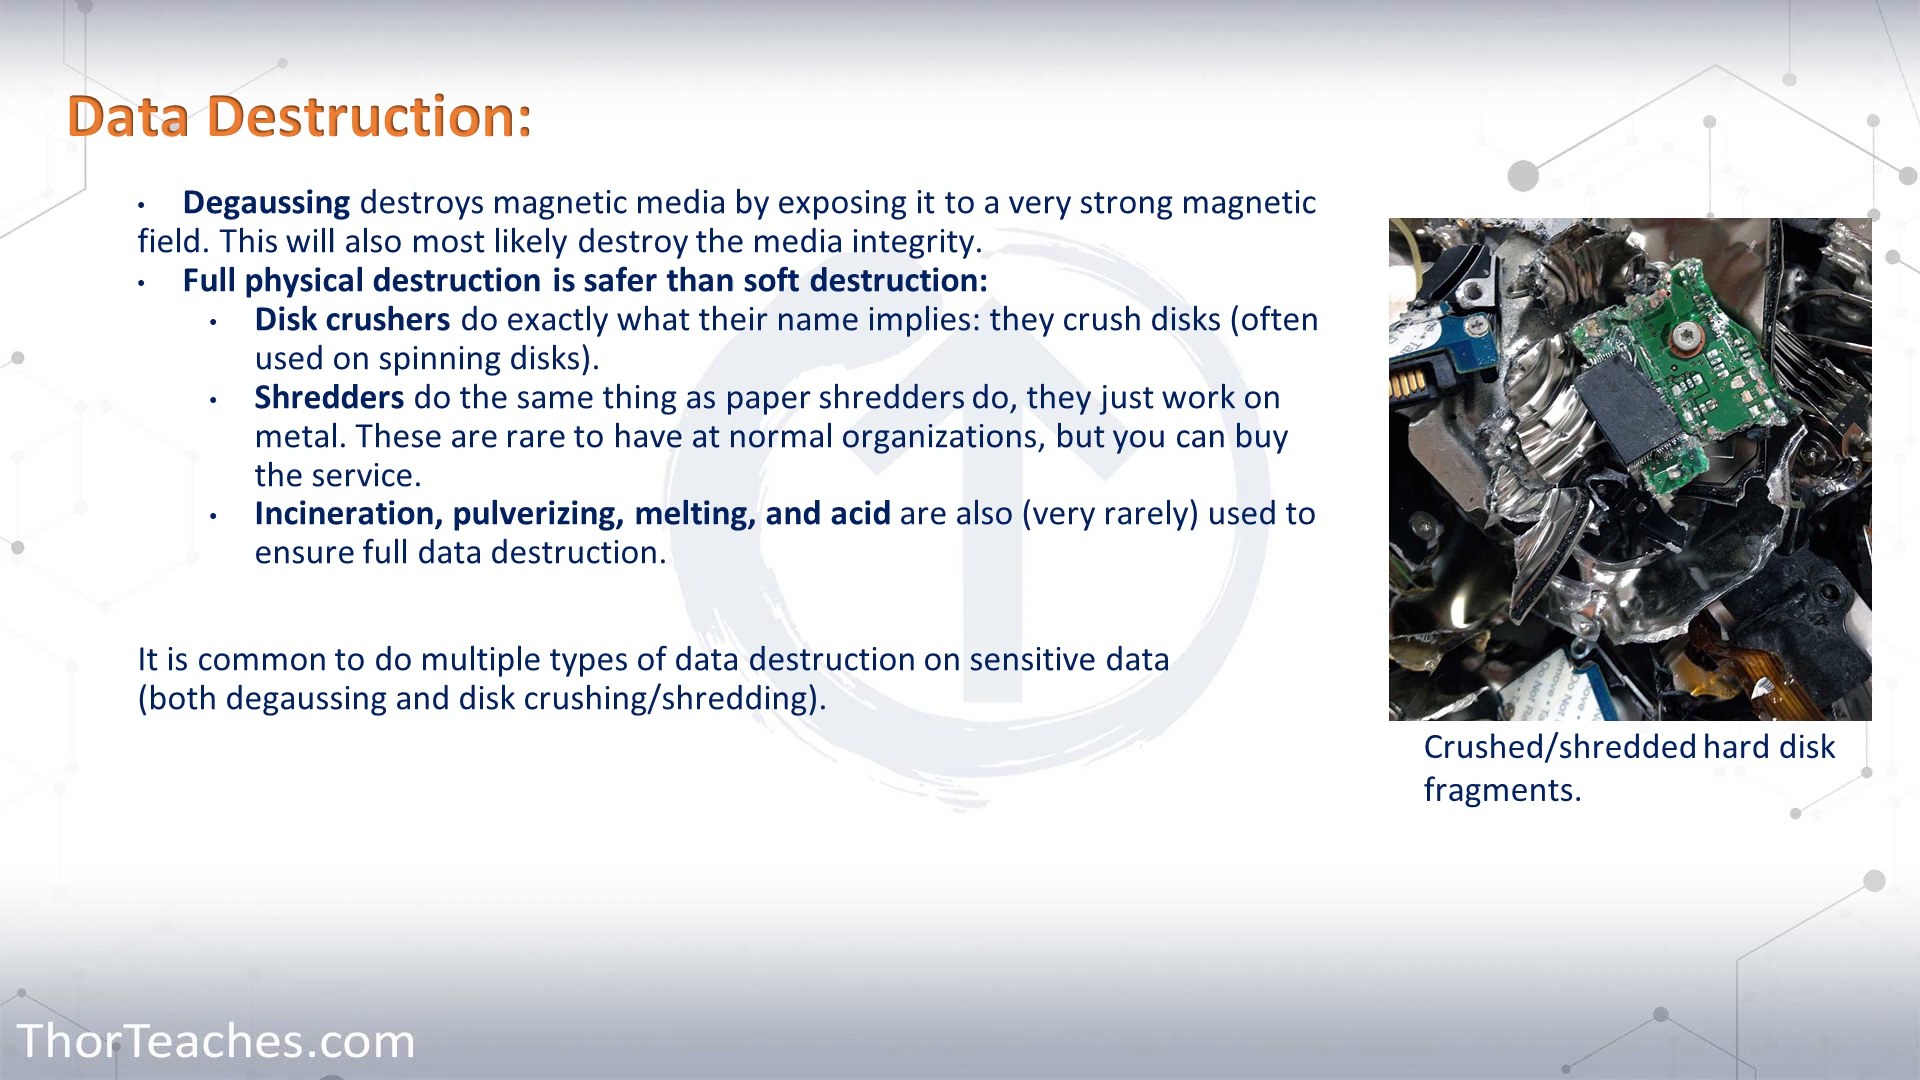 Data Destruction:
• Degaussing destroys magnetic media by exposing it to a very strong magnetic
field. This will also most likely destroy the media integrity.
• Full physical destruction is safer than soft destruction:
• Disk crushers do exactly what their name implies: they crush disks (often
used on spinning disks).
• Shredders do the same thing as paper shredders do, they just work on
metal. These are rare to have at normal organizations, but you can buy
the service.
• Incineration, pulverizing, melting, and acid are also (very rarely) used to
ensure full data destruction.
It is common to do multiple types of data destruction on sensitive data
(both degaussing and disk crushing/shredding).
Do Not
Crushed/shredded hard disk
fragments.
ThorTeaches.com